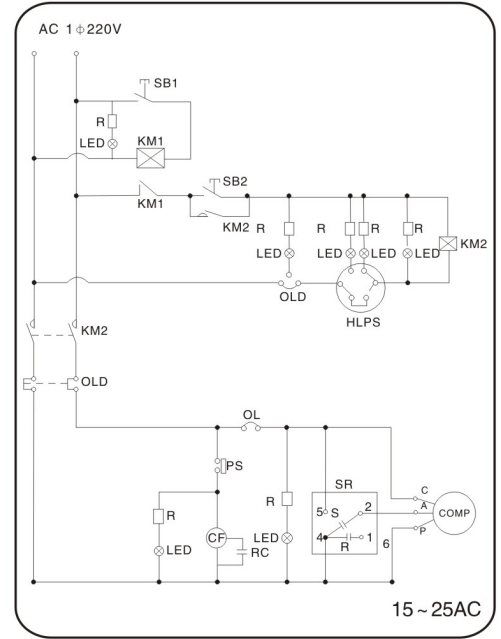 AC 1ϕ220V
SB1
R
LED
KM1
SB2
KM1
KM2
R
R
R
R
LED
LED
LED
LED
KM2
OLD
HLPS
KM2
OLD
OL
PS
SR
C
5
S
2
A
COMP
R
R
P
CF
LED
4
6
LED
RC
R
1
15~25AC